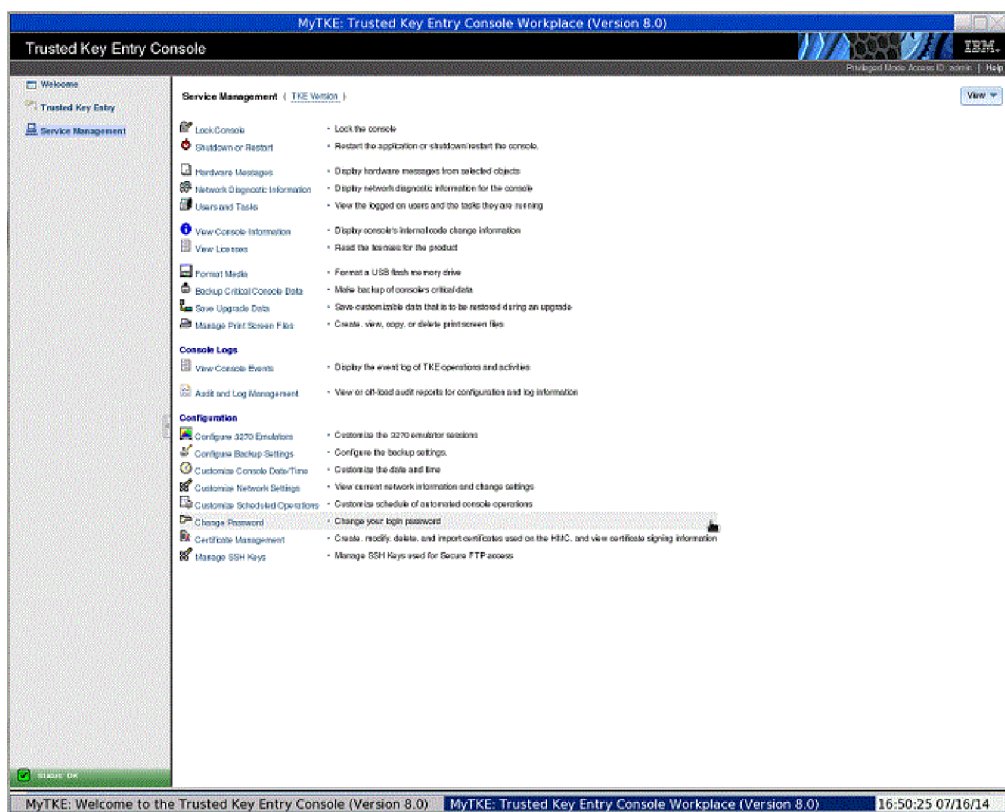 MyTKE: Trusted Key Entry Console Workplace (Version 8.0)
Trusted Key Entry Console
IBM.
Privileged Mode Access ID: admin | Help
Welcome
Trusted Key Entry
Service Management
Service Management ( TKE Version )
View
Lock Console • Lock the console
Shutdown or Restart • Restart the application or shutdown/restart the console.
Hardware Messages • Display hardware messages from selected objects
Network Diagnostic Information • Display network diagnostic information for the console
Users and Tasks • View the logged on users and the tasks they are running
View Console Information • Display console's internal code change information
View Licenses • Read the licenses for the product
Format Media • Format a USB flash memory drive
Backup Critical Console Data • Make backup of console's critical data
Save Upgrade Data • Save customizable data that is to be restored during an upgrade
Manage Print Screen Files • Create, view, copy, or delete print screen files
Console Logs
View Console Events • Display the event log of TKE operations and activities
Audit and Log Management • View or off-load audit reports for configuration and log information
Configuration
Configure 3270 Emulators • Customize the 3270 emulator sessions
Configure Backup Settings • Configure the backup settings.
Customize Console Date/Time • Customize the date and time
Customize Network Settings • View current network information and change settings
Customize Scheduled Operations • Customize schedule of automated console operations
Change Password • Change your login password
Certificate Management • Create, modify, delete, and import certificates used on the HMC, and view certificate signing information
Manage SSH Keys • Manage SSH Keys used for Secure FTP access
Status: OK
MyTKE: Welcome to the Trusted Key Entry Console (Version 8.0)
MyTKE: Trusted Key Entry Console Workplace (Version 8.0)
16:50:25 07/16/14